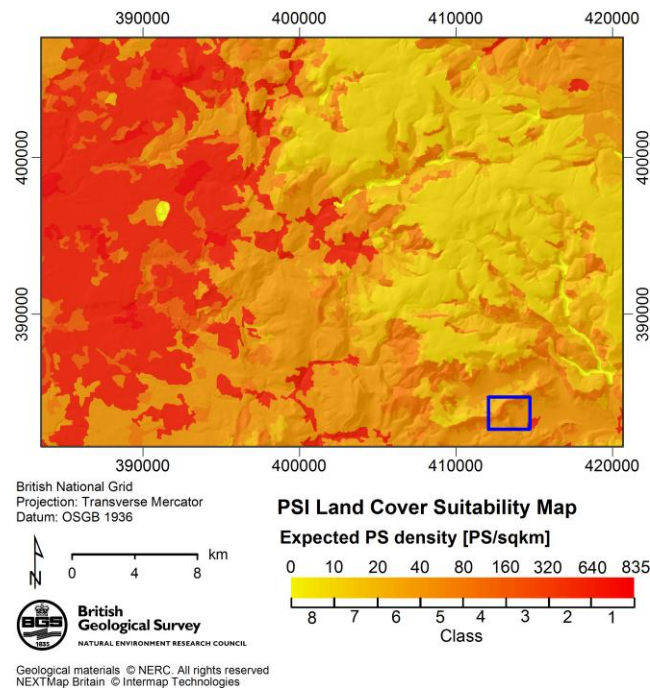 390000 400000 410000 420000
400000 400000
390000 390000
390000 400000 410000 420000
British National Grid
Projection: Transverse Mercator
Datum: OSGB 1936
N
km
0 4 8
BGS
1835
British
Geological Survey
NATURAL ENVIRONMENT RESEARCH COUNCIL
Geological materials © NERC. All rights reserved
NEXTMap Britain © Intermap Technologies
PSI Land Cover Suitability Map
Expected PS density [PS/sqkm]
0 10 20 40 80 160 320 640 835
8 7 6 5 4 3 2 1
Class